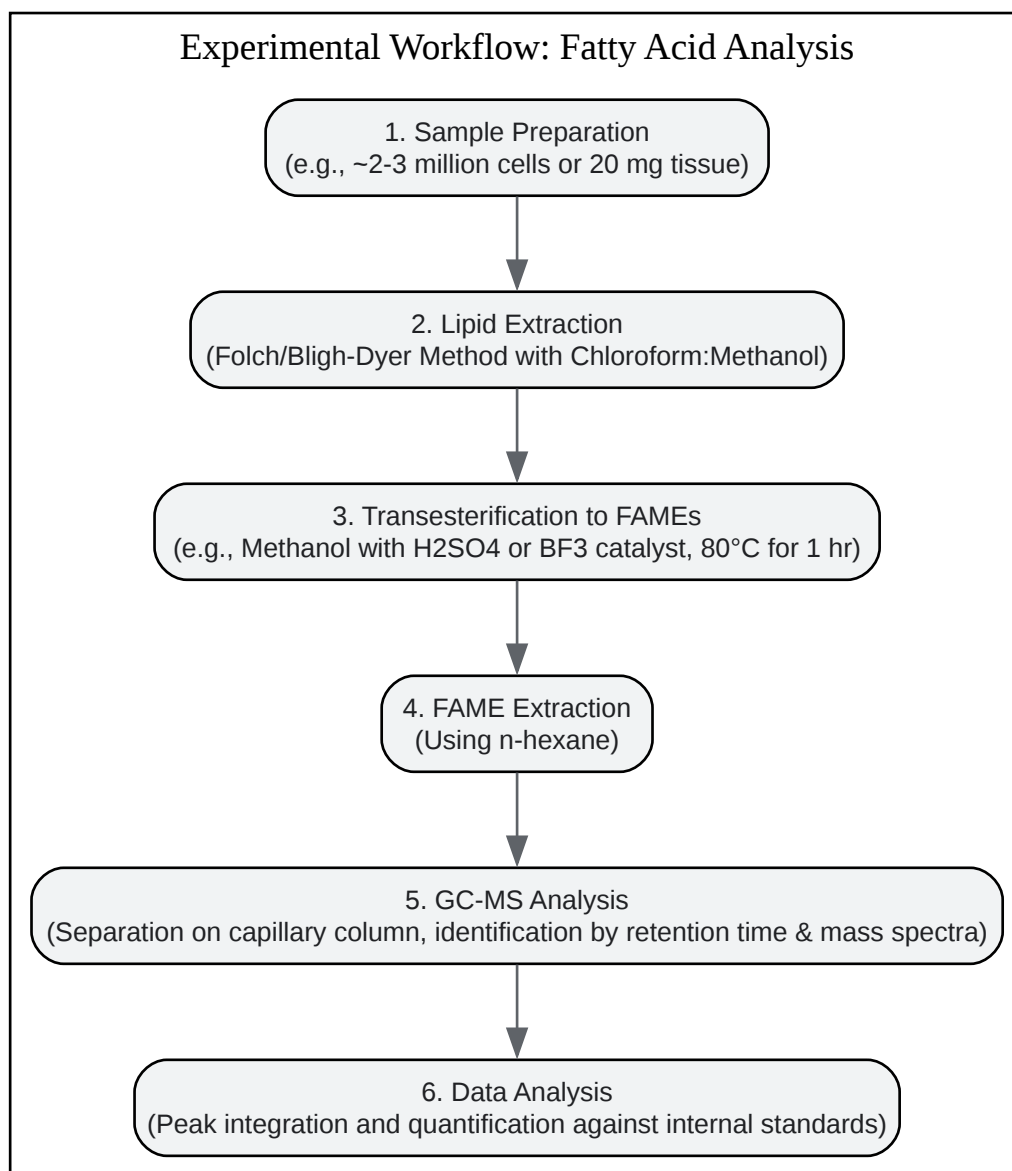 Experimental Workflow: Fatty Acid Analysis
1. Sample Preparation
(e.g., ~2-3 million cells or 20 mg tissue)
2. Lipid Extraction
(Folch/Bligh-Dyer Method with Chloroform:Methanol)
3. Transesterification to FAMEs
(e.g., Methanol with H2SO4 or BF3 catalyst, 80°C for 1 hr)
4. FAME Extraction
(Using n-hexane)
5. GC-MS Analysis
(Separation on capillary column, identification by retention time & mass spectra)
6. Data Analysis
(Peak integration and quantification against internal standards)